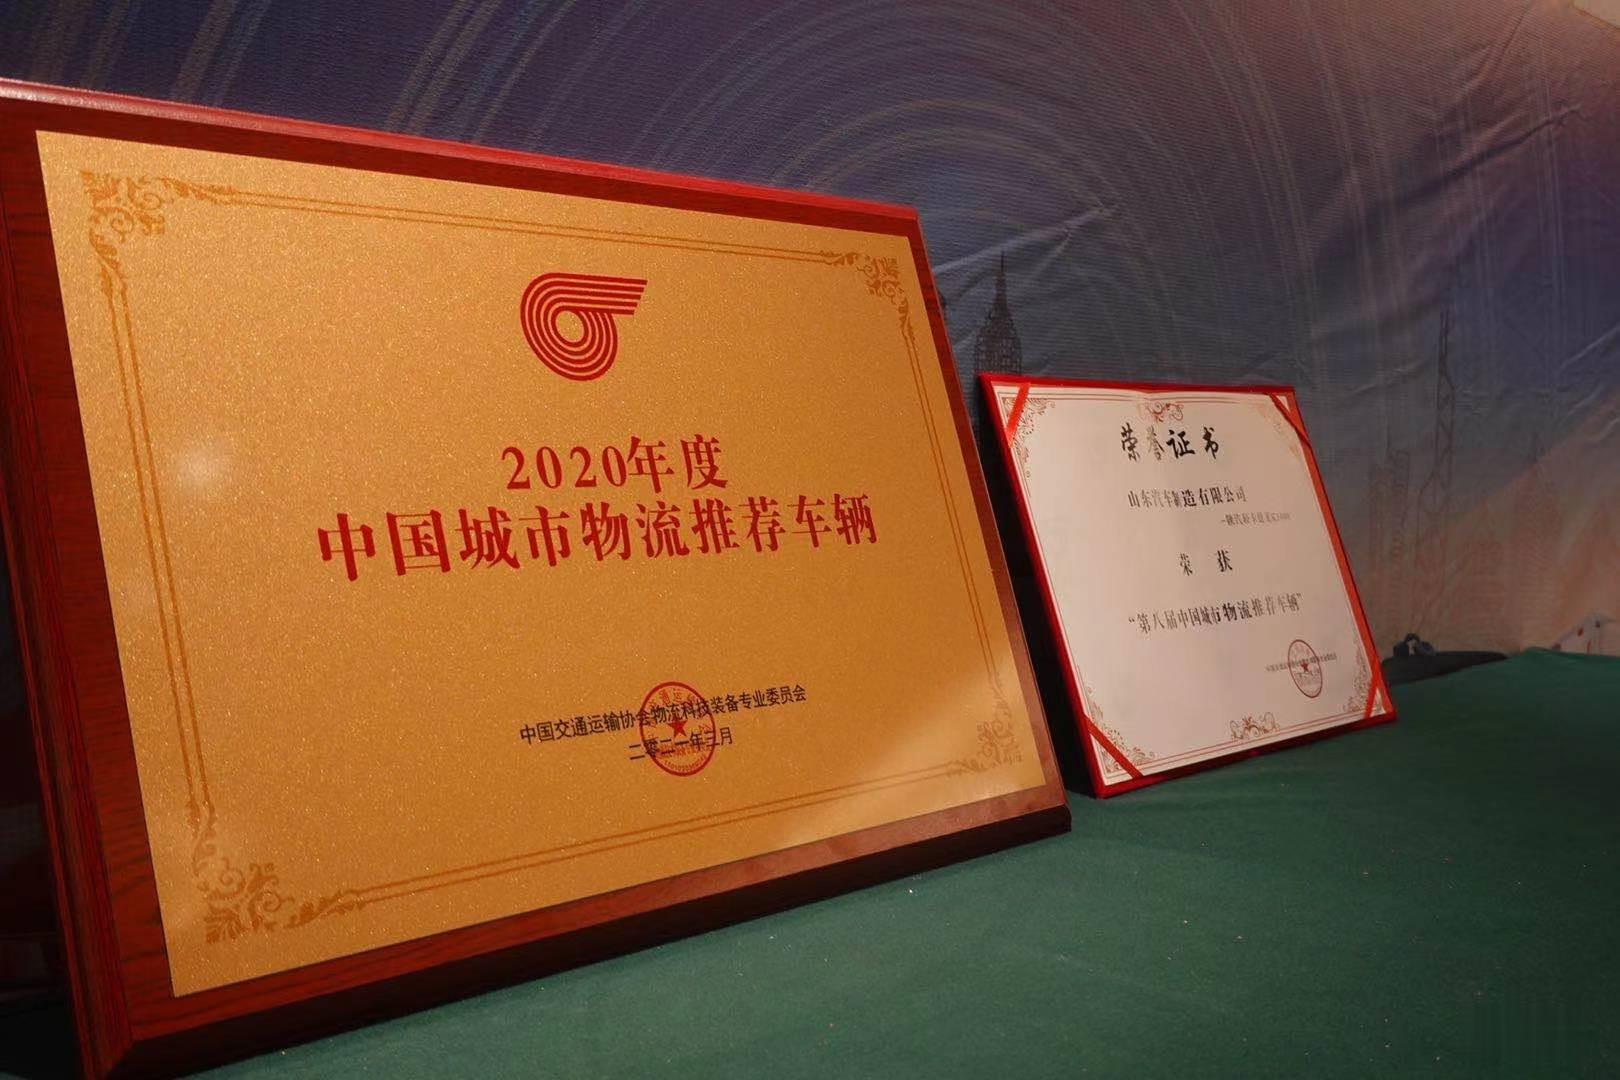 2020年度
中国城市物流推荐车辆
中国交通运输协会物流科技装备专业委员会
二零二一年三月
荣誉证书
山东汽车制造有限公司
荣获
“第八届中国城市物流推荐车辆”